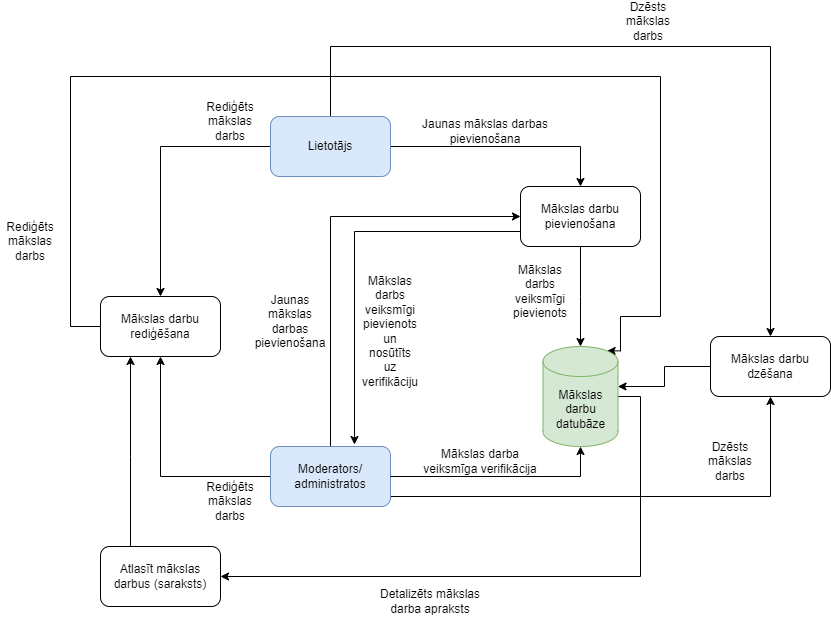 Dzēsts
mākslas
darbs
Rediģēts
mākslas
darbs
Lietotājs
Jaunas mākslas darbas
pievienošana
Mākslas darbu
pievienošana
Rediģēts
mākslas
darbs
Mākslas
darbs
veiksmīgi
pievienots
Mākslas
darbs
veiksmīgi
pievienots
un
nosūtīts
uz
verifikāciju
Jaunas
mākslas
darbas
pievienošana
Mākslas darbu
rediģēšana
Mākslas darbu
dzēšana
Mākslas
darbu
datubāze
Moderators/
administratos
Mākslas darba
veiksmīga verifikācija
Dzēsts
mākslas
darbs
Rediģēts
mākslas
darbs
Atlasīt mākslas
darbus (saraksts)
Detalizēts mākslas
darba apraksts